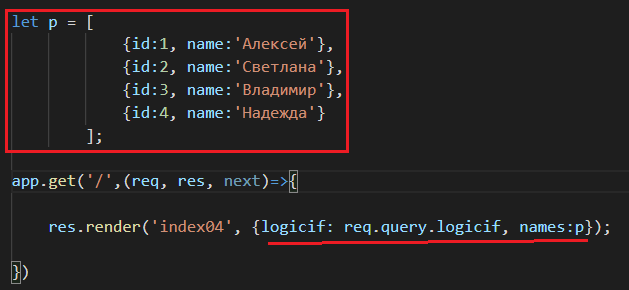 let p = [
{id:1, name:'Алексей'},
{id:2, name:'Светлана'},
{id:3, name:'Владимир'},
{id:4, name:'Надежда'}
];
app.get('/',(req, res, next)=>{
res.render('index04', {logicif: req.query.logicif, names:p});
})